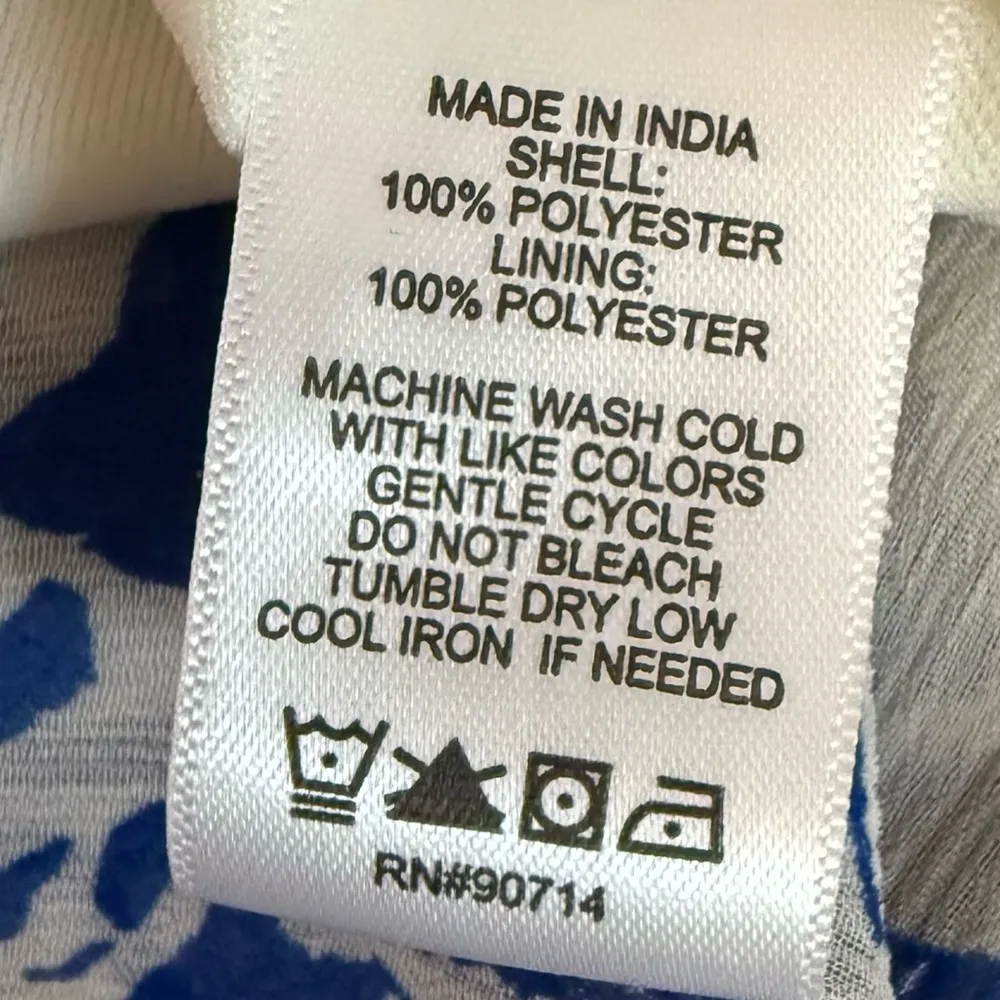 MADE IN INDIA
SHELL:
100% POLYESTER
LINING:
100% POLYESTER
MACHINE WASH COLD
WITH LIKE COLORS
GENTLE CYCLE
DO NOT BLEACH
TUMBLE DRY LOW
COOL IRON IF NEEDED
RN#90714